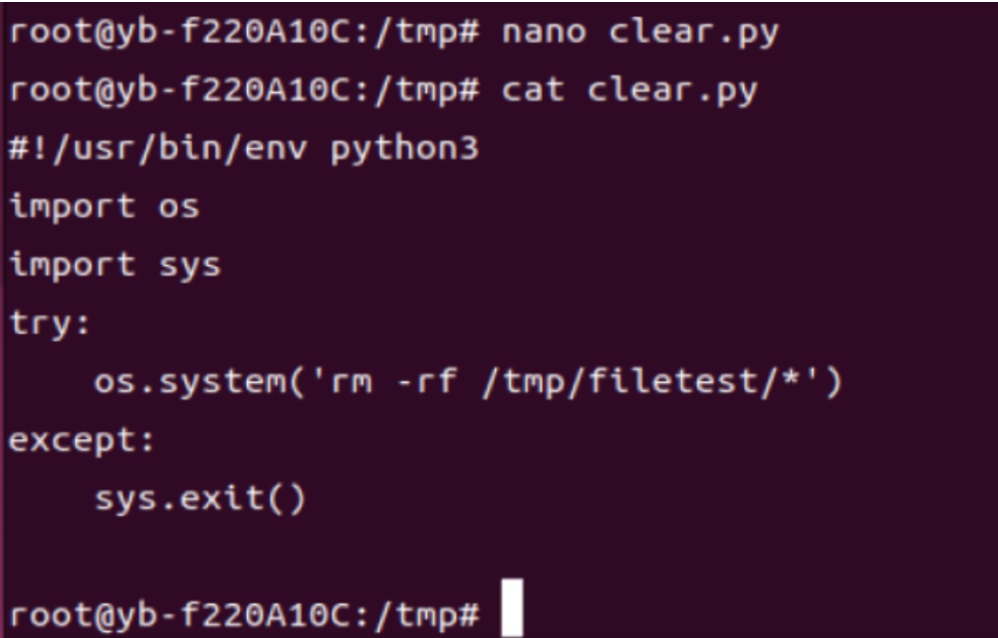 root@yb-f220A10C:/tmp# nano clear.py
root@yb-f220A10C:/tmp# cat clear.py
#!/usr/bin/env python3
import os
import sys
try:
    os.system('rm -rf /tmp/filetest/*')
except:
    sys.exit()
root@yb-f220A10C:/tmp#